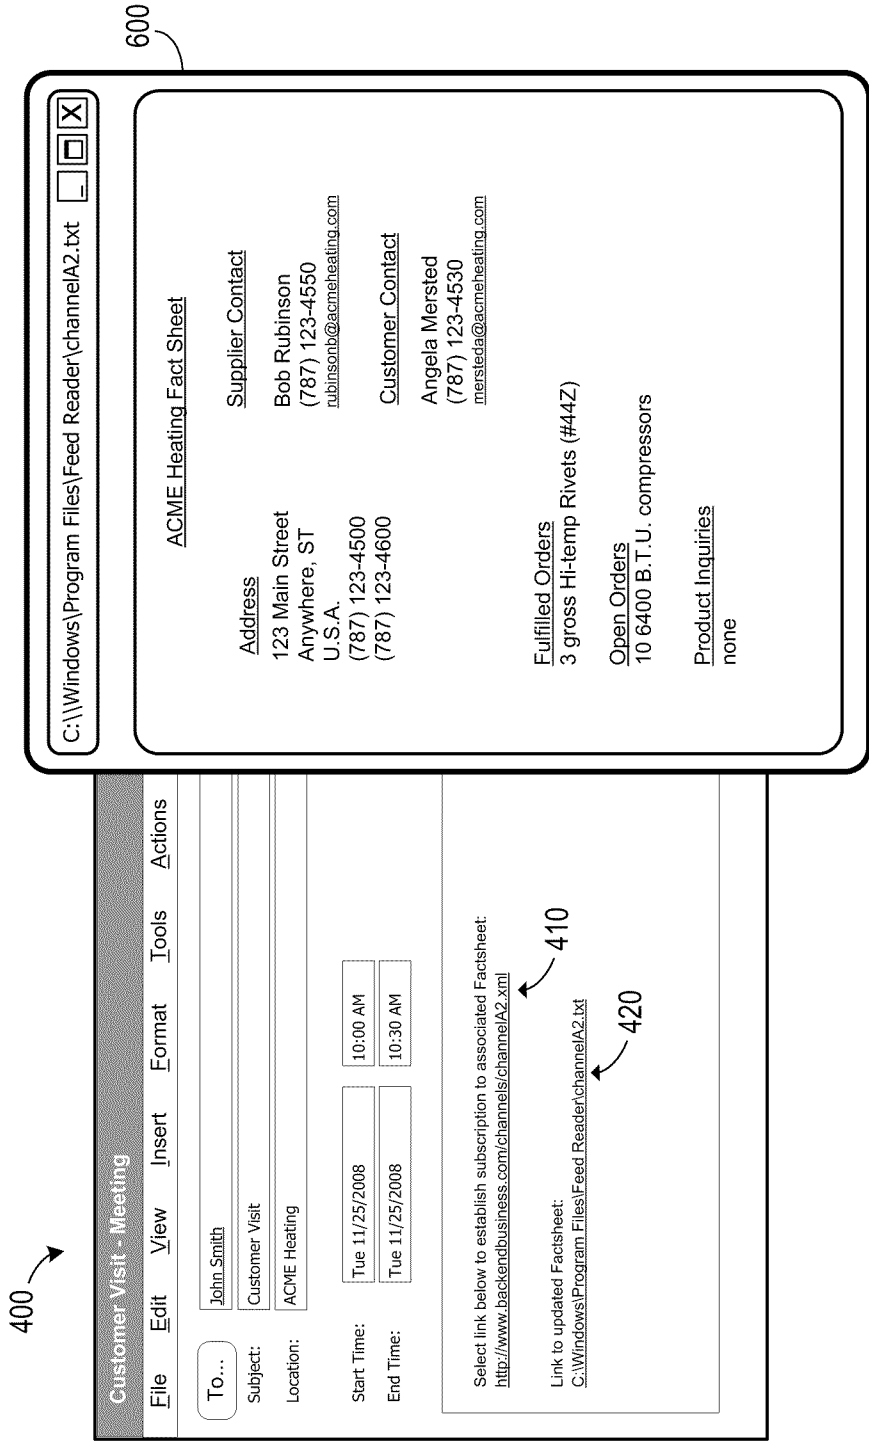 400
Customer Visit - Meeting
File Edit View Insert Format Tools Actions
To... John Smith
Subject: Customer Visit
Location: ACME Heating
Start Time: Tue 11/25/2008 10:00 AM
End Time: Tue 11/25/2008 10:30 AM
Select link below to establish subscription to associated Factsheet:
http://www.backendbusiness.com/channels/channelA2.xml
410
Link to updated Factsheet:
C:\Windows\Program Files\Feed Reader\channelA2.txt
420
600
C:\\Windows\Program Files\Feed Reader\channelA2.txt _ X
ACME Heating Fact Sheet
Address
123 Main Street
Anywhere, ST
U.S.A.
(787) 123-4500
(787) 123-4600
Supplier Contact
Bob Rubinson
(787) 123-4550
rubinsonb@acmeheating.com
Customer Contact
Angela Mersted
(787) 123-4530
mersteda@acmeheating.com
Fulfilled Orders
3 gross Hi-temp Rivets (#44Z)
Open Orders
10 6400 B.T.U. compressors
Product Inquiries
none